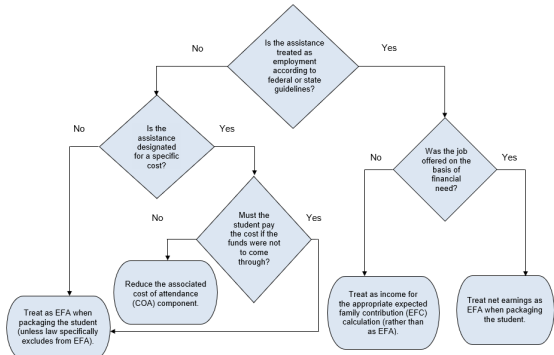 Is the assistance
treated as
employment
according to
federal or state
guidelines?
No
Yes
Is the
assistance
designated
for a specific
cost?
No
Yes
Was the job
offered on the
basis of
financial
need?
No
Yes
Must the
student pay
the cost if the
funds were not
to come
through?
No
Yes
Reduce the associated
cost of attendance
(COA) component.
Treat as EFA when
packaging the student
(unless law specifically
excludes from EFA).
Treat as income for
the appropriate expected
family contribution (EFC)
calculation (rather than
as EFA).
Treat net earnings as
EFA when packaging
the student.